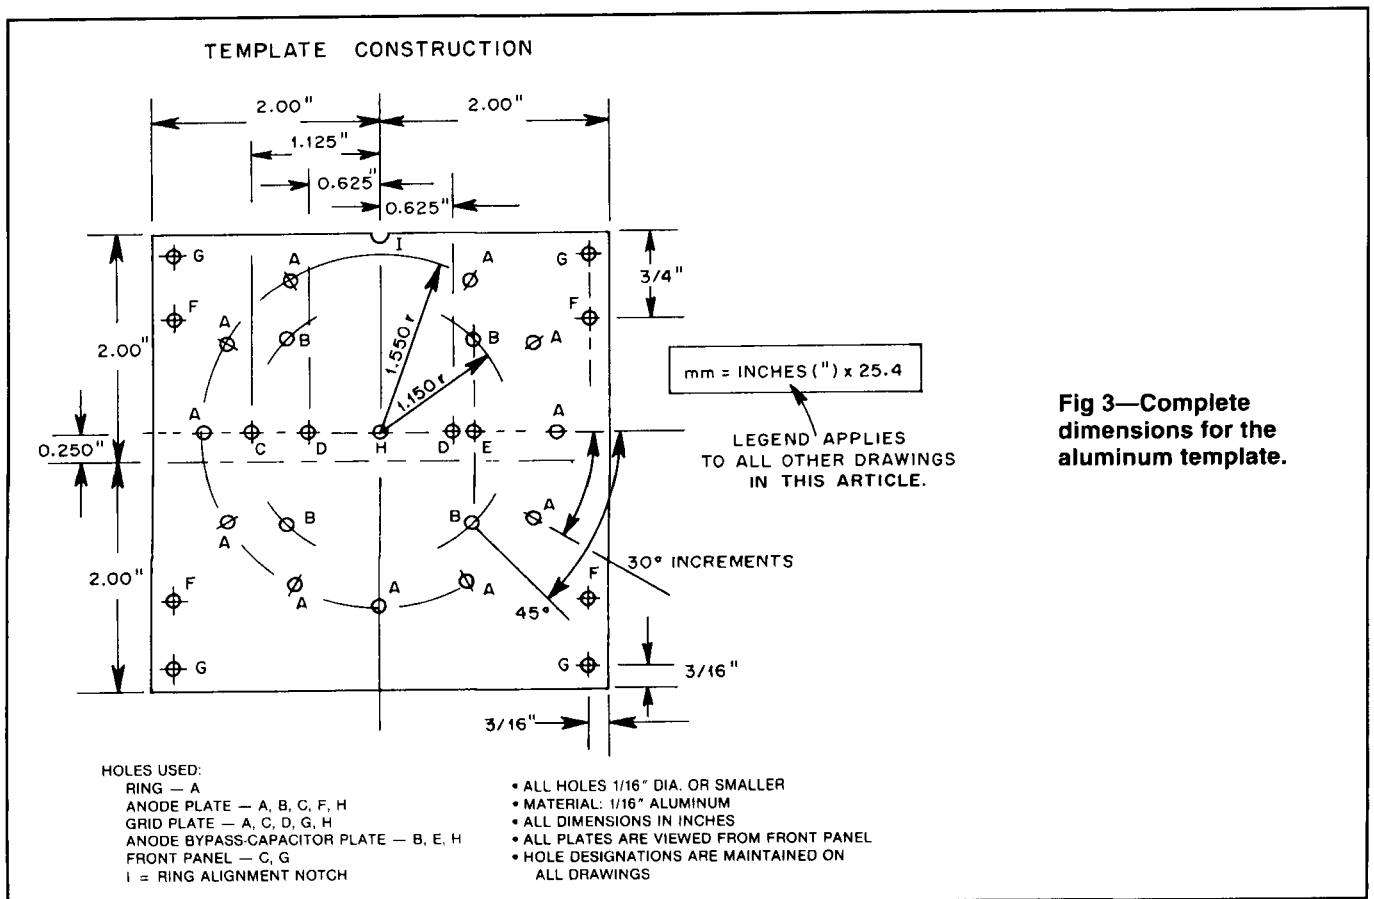 TEMPLATE CONSTRUCTION
2.00"
2.00"
1.125"
0.625"
0.625"
I
G
A
A
G
3/4"
F
F
A
B
B
A
2.00"
1.550 r
1.150 r
mm = INCHES(") x 25.4
A
A
0.250"
C
D
H
D
E
LEGEND APPLIES
TO ALL OTHER DRAWINGS
IN THIS ARTICLE.
Fig 3—Complete
dimensions for the
aluminum template.
A
B
B
A
2.00"
30° INCREMENTS
F
A
A
A
F
45°
G
G
3/16"
3/16"
HOLES USED:
RING — A
ANODE PLATE — A, B, C, F, H
GRID PLATE — A, C, D, G, H
ANODE BYPASS-CAPACITOR PLATE — B, E, H
FRONT PANEL — C, G
I = RING ALIGNMENT NOTCH
• ALL HOLES 1/16" DIA. OR SMALLER
• MATERIAL: 1/16" ALUMINUM
• ALL DIMENSIONS IN INCHES
• ALL PLATES ARE VIEWED FROM FRONT PANEL
• HOLE DESIGNATIONS ARE MAINTAINED ON
ALL DRAWINGS